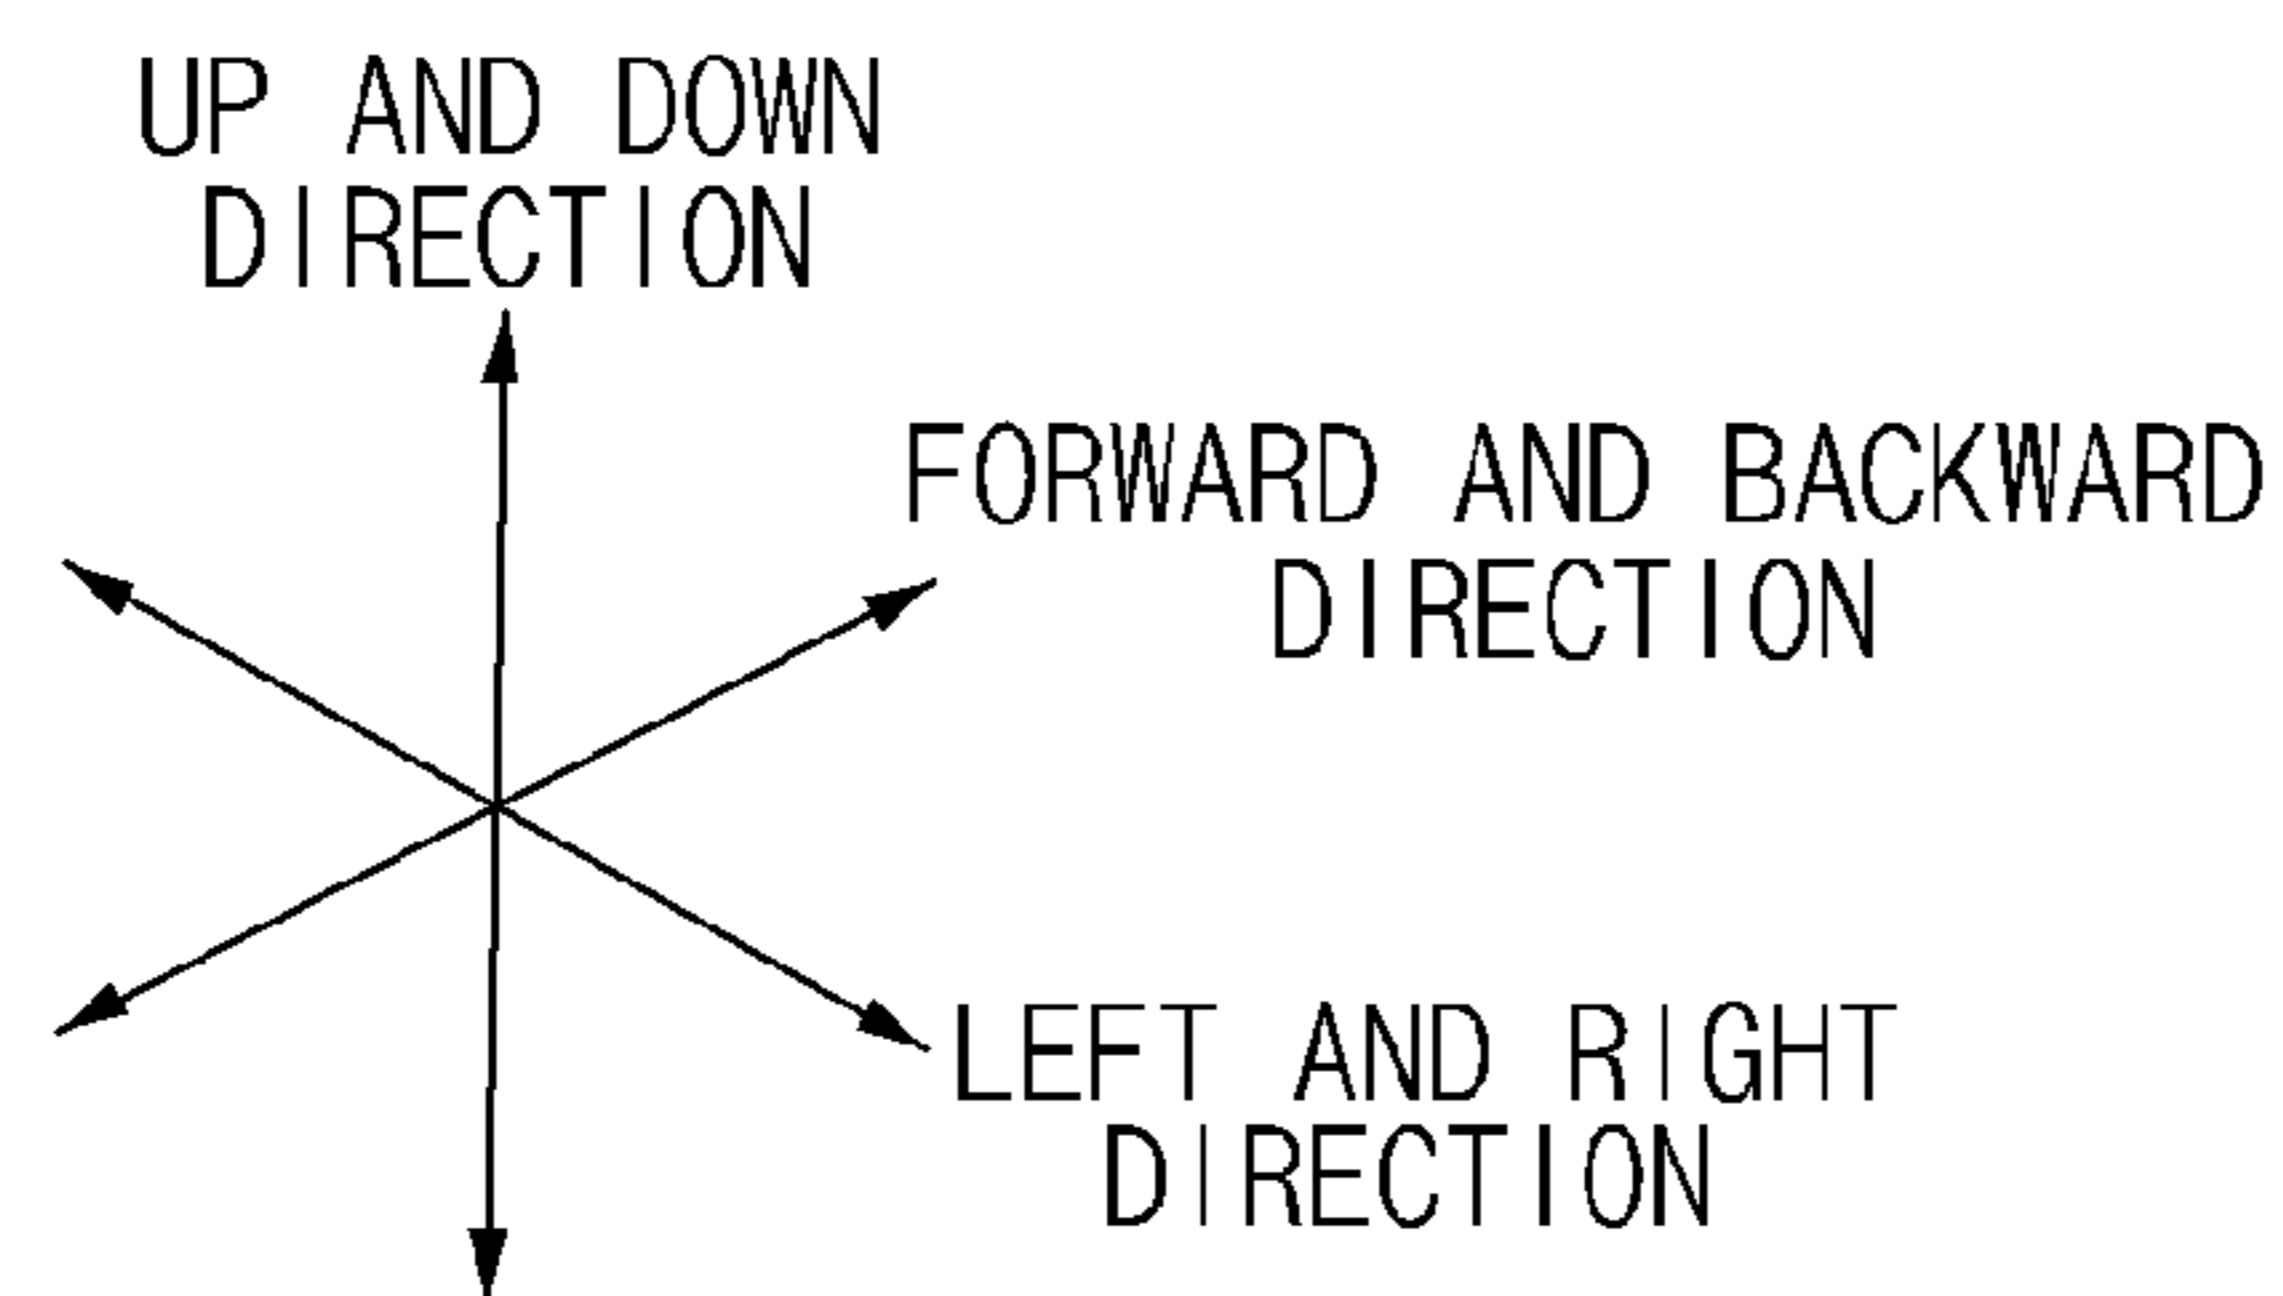 UP AND DOWN
DIRECTION
FORWARD AND BACKWARD
DIRECTION
LEFT AND RIGHT
DIRECTION